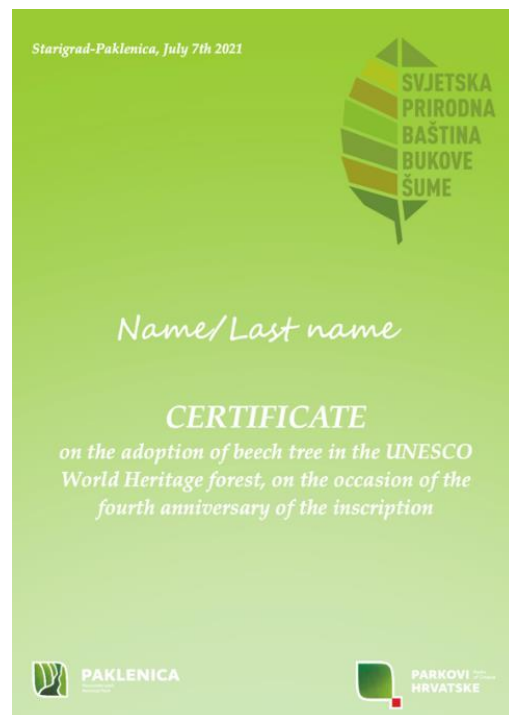 Starigrad-Paklenica, July 7th 2021
SVJETSKA
PRIRODNA
BAŠTINA
BUKOVE
ŠUME
Name/Last name
CERTIFICATE
on the adoption of beech tree in the UNESCO
World Heritage forest, on the occasion of the
fourth anniversary of the inscription
PAKLENICA
PARKOVI
HRVATSKE